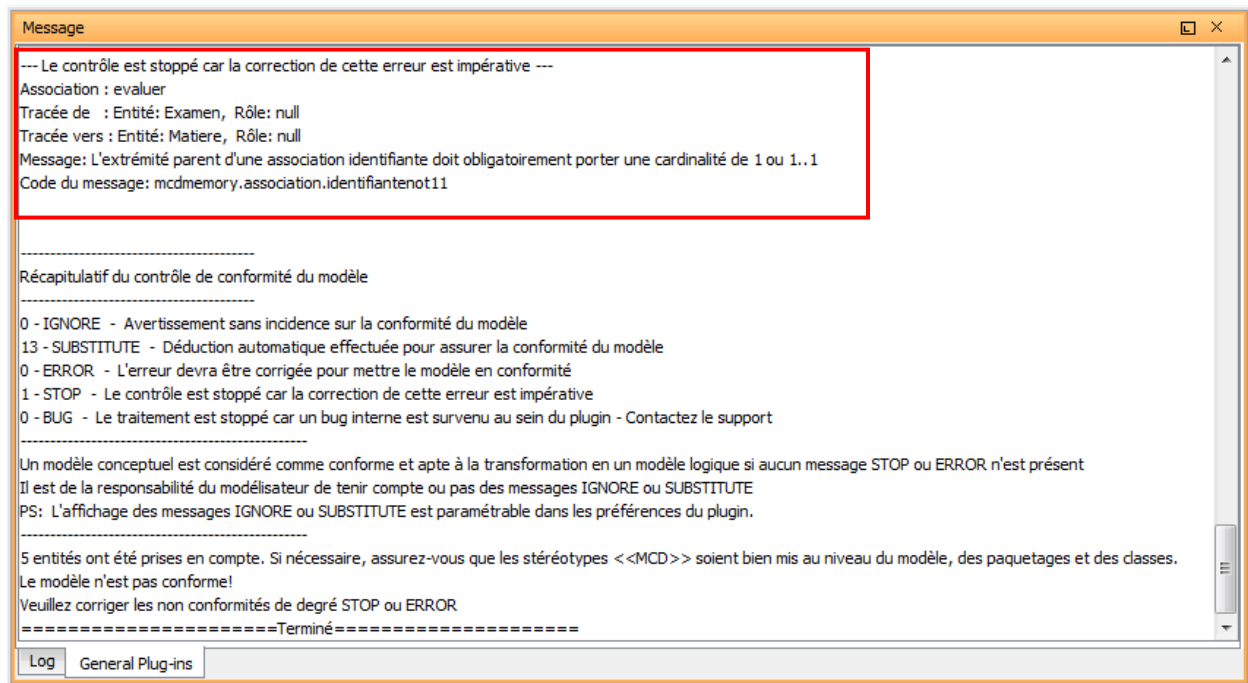 Message
--- Le contrôle est stoppé car la correction de cette erreur est impérative ---
Association : evaluer
Tracée de   : Entité: Examen,  Rôle: null
Tracée vers : Entité: Matiere,  Rôle: null
Message: L'extrémité parent d'une association identifiante doit obligatoirement porter une cardinalité de 1 ou 1..1
Code du message: mcdmemory.association.identifiantenot11
----------------------------------------
Récapitulatif du contrôle de conformité du modèle
----------------------------------------
0 - IGNORE  -  Avertissement sans incidence sur la conformité du modèle
13 - SUBSTITUTE  -  Déduction automatique effectuée pour assurer la conformité du modèle
0 - ERROR  -  L'erreur devra être corrigée pour mettre le modèle en conformité
1 - STOP  -  Le contrôle est stoppé car la correction de cette erreur est impérative
0 - BUG  -  Le traitement est stoppé car un bug interne est survenu au sein du plugin - Contactez le support
-------------------------------------------------
Un modèle conceptuel est considéré comme conforme et apte à la transformation en un modèle logique si aucun message STOP ou ERROR n'est présent
Il est de la responsabilité du modélisateur de tenir compte ou pas des messages IGNORE ou SUBSTITUTE
PS:  L'affichage des messages IGNORE ou SUBSTITUTE est paramétrable dans les préférences du plugin.
-------------------------------------------------
5 entités ont été prises en compte. Si nécessaire, assurez-vous que les stéréotypes <<MCD>> soient bien mis au niveau du modèle, des paquetages et des classes.
Le modèle n'est pas conforme!
Veuillez corriger les non conformités de degré STOP ou ERROR
======================Terminé=====================
Log
General Plug-ins